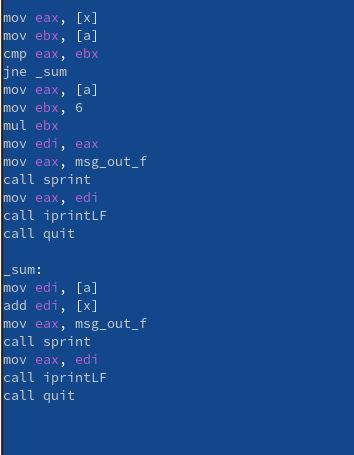 mov eax, [x]
mov ebx, [a]
cmp eax, ebx
jne _sum
mov eax, [a]
mov ebx, 6
mul ebx
mov edi, eax
mov eax, msg_out_f
call sprint
mov eax, edi
call iprintLF
call quit

_sum:
mov edi, [a]
add edi, [x]
mov eax, msg_out_f
call sprint
mov eax, edi
call iprintLF
call quit